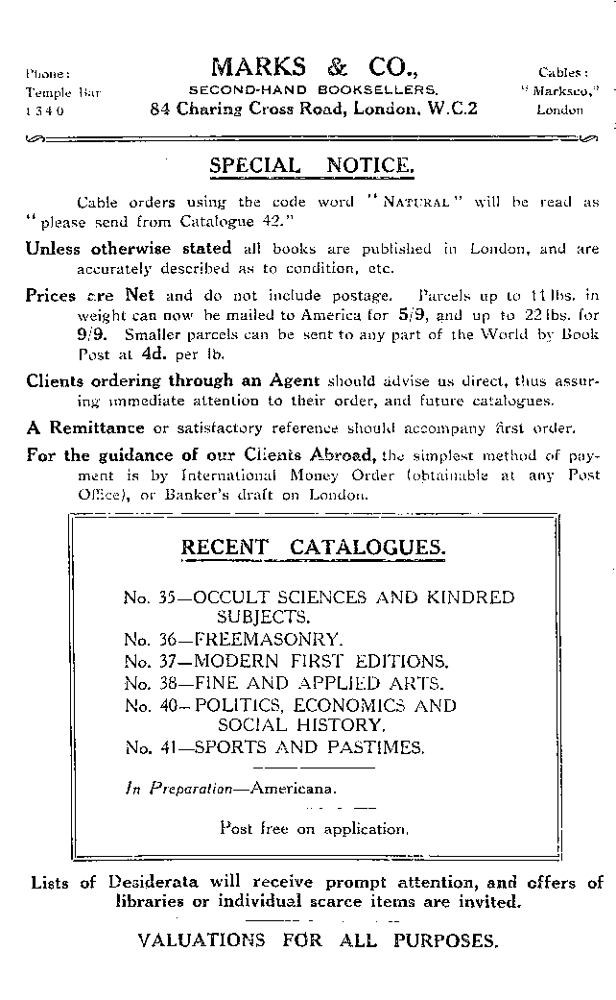 MARKS & CO.,
Phone: Cables:
Temple Bar SECOND-HAND BOOKSELLERS. "Marksco,"
1340 84 Charing Cross Road, London, W.C.2 London
SPECIAL NOTICE.
Cable orders using the code word "NATURAL" will be read as
"please send from Catalogue 42."
Unless otherwise stated all books are published in London, and are
accurately described as to condition, etc.
Prices are Net and do not include postage. Parcels up to 11 lbs. in
weight can now be mailed to America for 5/9, and up to 22 lbs. for
9/9. Smaller parcels can be sent to any part of the World by Book
Post at 4d. per lb.
Clients ordering through an Agent should advise us direct, thus assur-
ing immediate attention to their order, and future catalogues.
A Remittance or satisfactory reference should accompany first order.
For the guidance of our Clients Abroad, the simplest method of pay-
ment is by International Money Order (obtainable at any Post
Office), or Banker's draft on London.
RECENT CATALOGUES.
No. 35—OCCULT SCIENCES AND KINDRED
SUBJECTS.
No. 36—FREEMASONRY.
No. 37—MODERN FIRST EDITIONS.
No. 38—FINE AND APPLIED ARTS.
No. 40—POLITICS, ECONOMICS AND
SOCIAL HISTORY.
No. 41—SPORTS AND PASTIMES.
In Preparation—Americana.
Post free on application.
Lists of Desiderata will receive prompt attention, and offers of
libraries or individual scarce items are invited.
VALUATIONS FOR ALL PURPOSES.